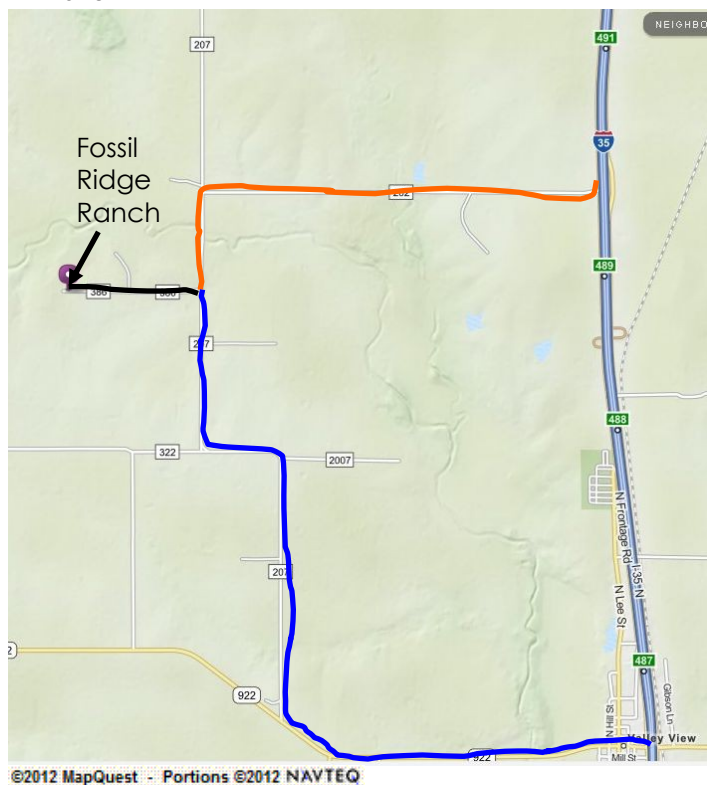 NEIGHBO
207
491
35
Fossil
Ridge
Ranch
202
489
386
207
488
322
2007
N Frontage Rd
I-35 N
207
N Lee St
487
922
Gibson Ln
N Hill St
Valley View
922
Mill St
©2012 MapQuest - Portions ©2012 NAVTEQ